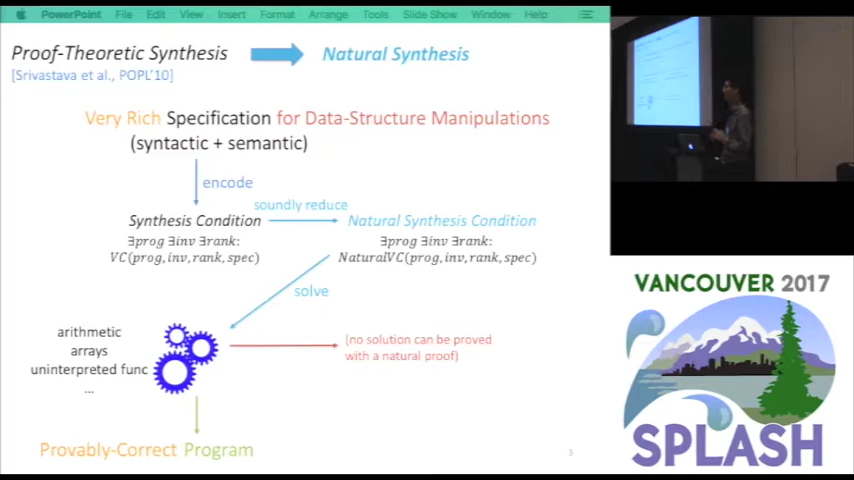 PowerPoint File Edit View Insert Format Arrange Tools Slide Show Window Help
Proof-Theoretic Synthesis Natural Synthesis
[Srivastava et al., POPL'10]
Very Rich Specification for Data-Structure Manipulations
(syntactic + semantic)
encode
soundly reduce
Synthesis Condition Natural Synthesis Condition
∃prog ∃inv ∃rank: ∃prog ∃inv ∃rank:
VC(prog, inv, rank, spec) NaturalVC(prog, inv, rank, spec)
solve
arithmetic
arrays
uninterpreted func
...
(no solution can be proved
with a natural proof)
Provably-Correct Program
3
VANCOUVER 2017
SPLASH